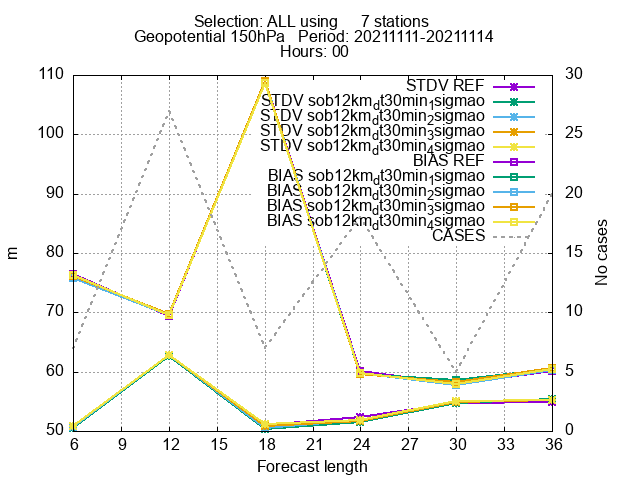 Selection: ALL using 7 stations
Geopotential 150hPa Period: 20211111-20211114
Hours: 00
110
100
90
80
70
60
50
30
25
20
15
10
5
0
m
No cases
STDV REF
STDV sob12km_dt30min_1sigmao
STDV sob12km_dt30min_2sigmao
STDV sob12km_dt30min_3sigmao
STDV sob12km_dt30min_4sigmao
BIAS REF
BIAS sob12km_dt30min_1sigmao
BIAS sob12km_dt30min_2sigmao
BIAS sob12km_dt30min_3sigmao
BIAS sob12km_dt30min_4sigmao
CASES
6 9 12 15 18 21 24 27 30 33 36
Forecast length